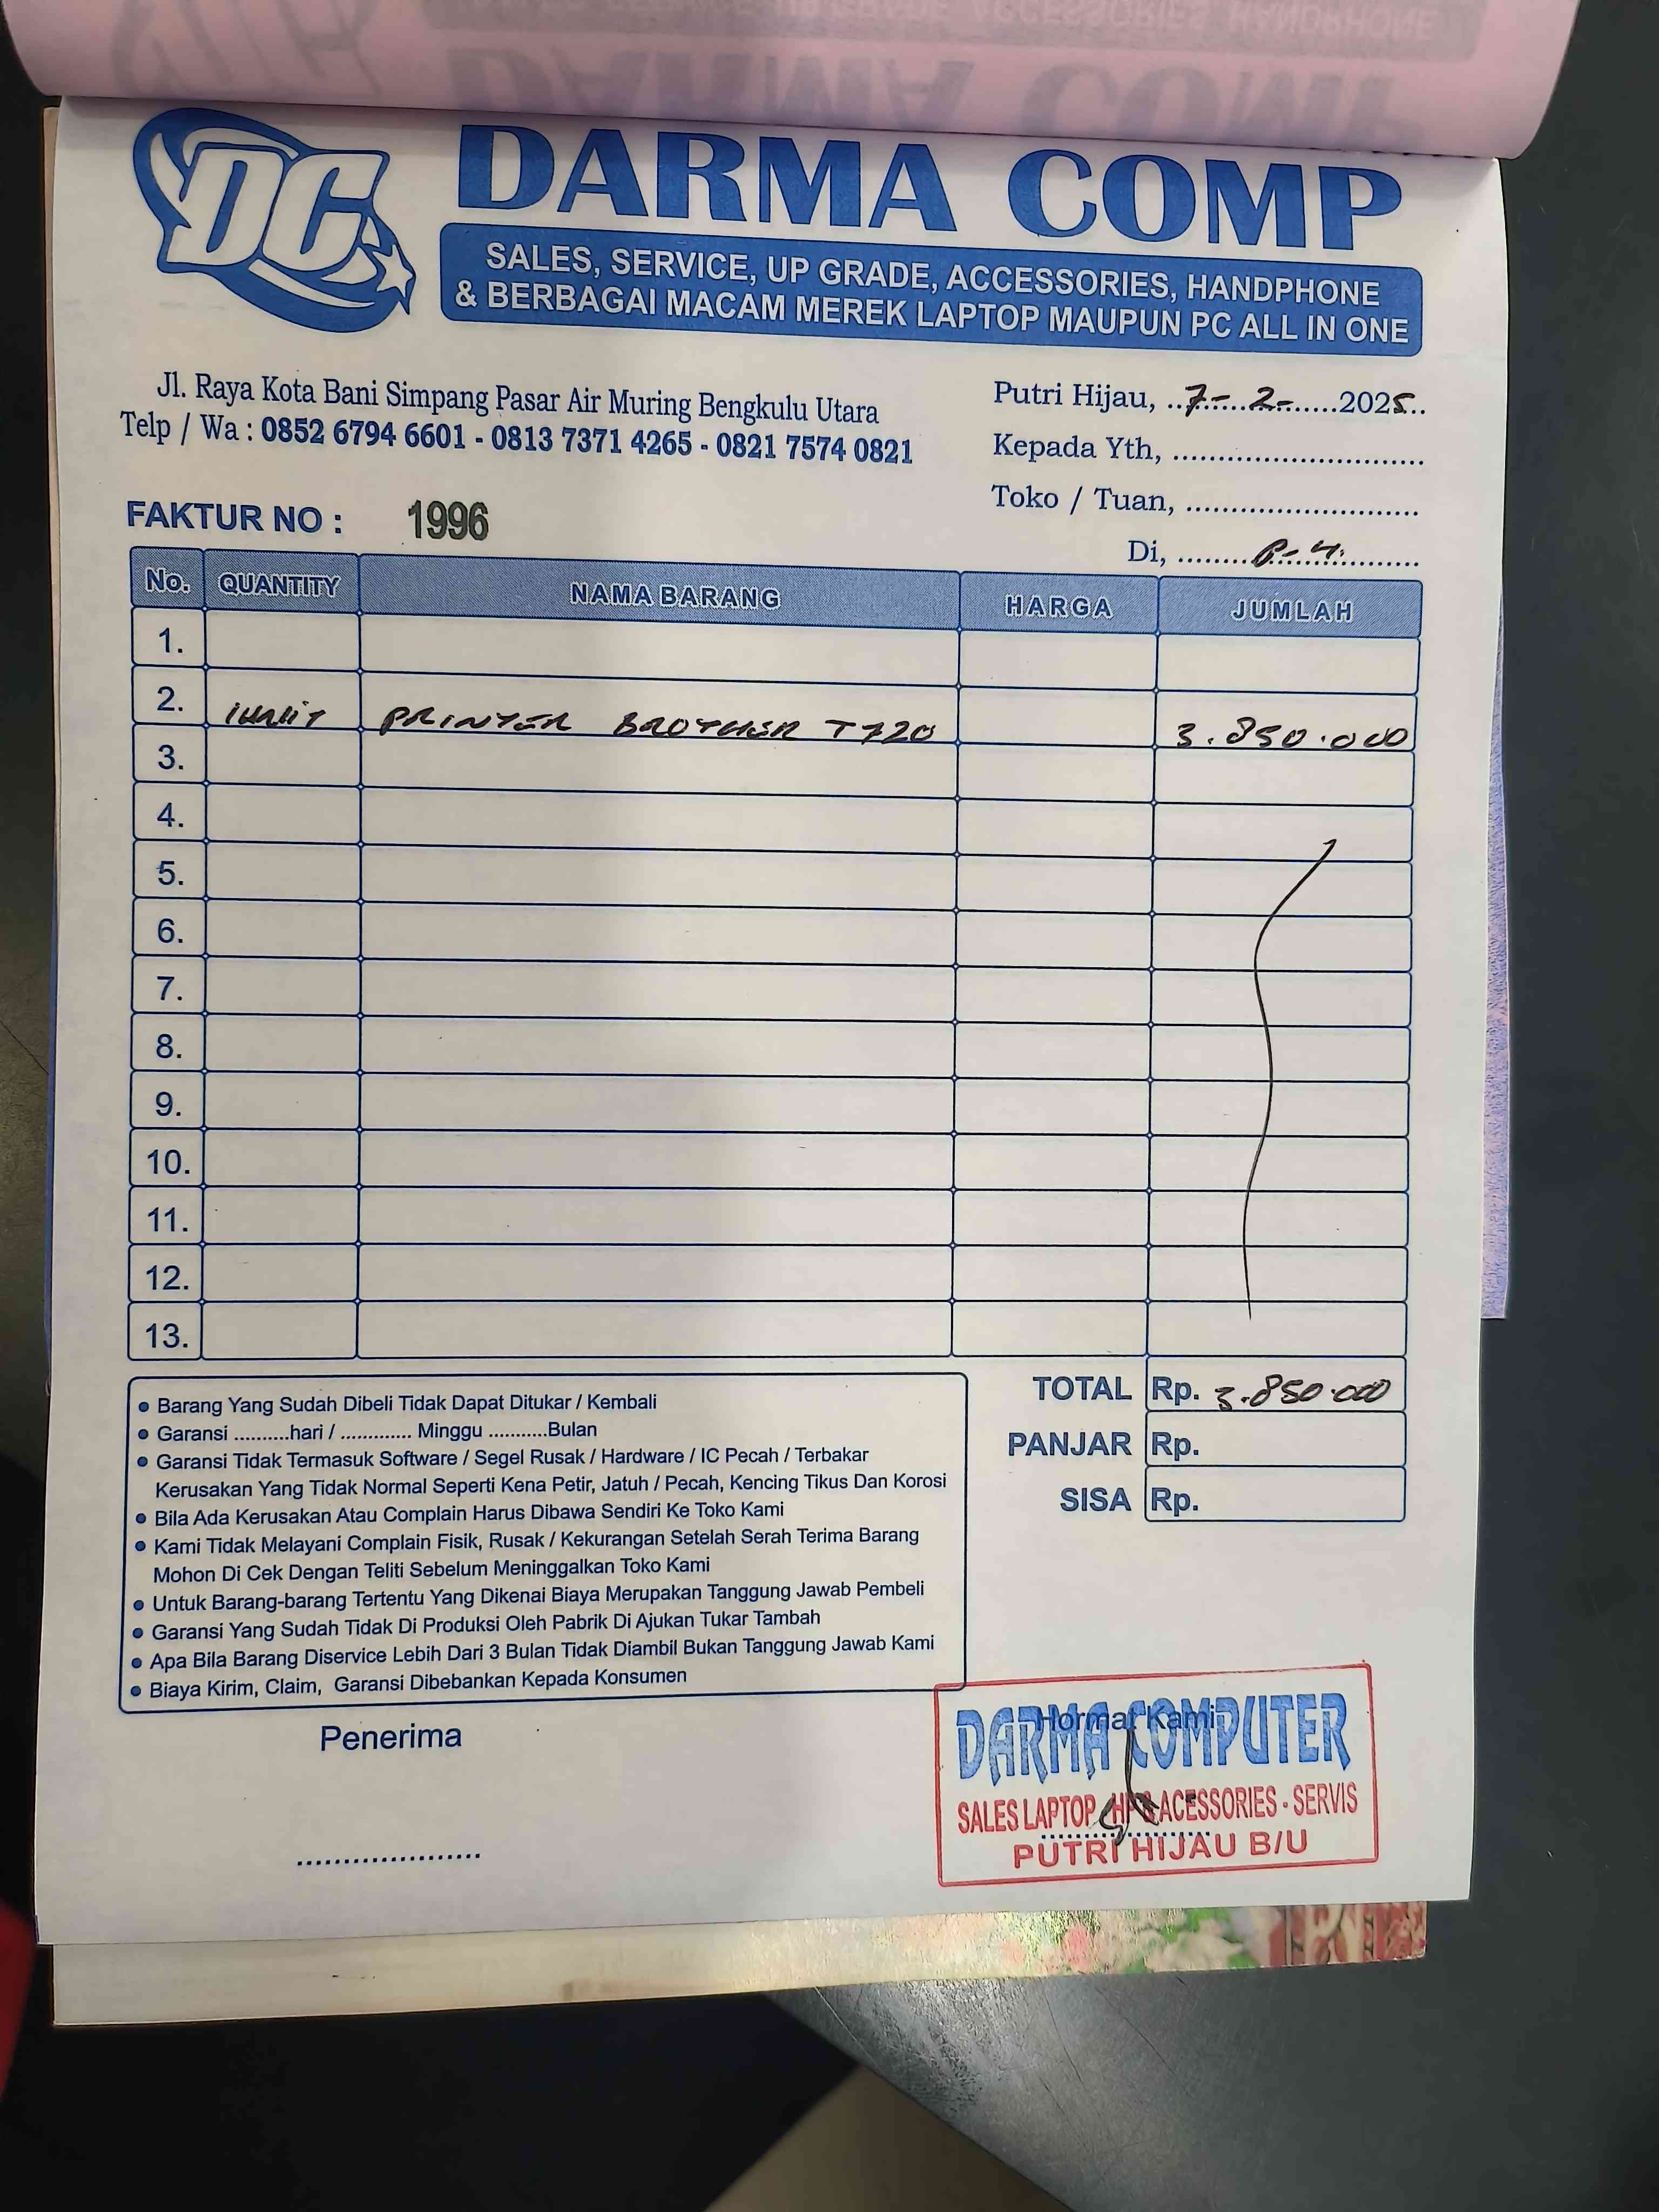 DARMA COMP
DC
SALES, SERVICE, UP GRADE, ACCESSORIES, HANDPHONE
& BERBAGAI MACAM MEREK LAPTOP MAUPUN PC ALL IN ONE
Jl. Raya Kota Bani Simpang Pasar Air Muring Bengkulu Utara
Telp / Wa : 0852 6794 6601 - 0813 7371 4265 - 0821 7574 0821
Putri Hijau, ..7-..2-.......2025..
Kepada Yth, ............................
Toko / Tuan, ..........................
Di, ..........................
FAKTUR NO : 1996
No. QUANTITY NAMA BARANG HARGA JUMLAH
1.
2. 1 UNIT PRINTER BROTHER T720 3.850.000
3.
4.
5.
6.
7.
8.
9.
10.
11.
12.
13.
TOTAL Rp. 3.850.000
PANJAR Rp.
SISA Rp.
• Barang Yang Sudah Dibeli Tidak Dapat Ditukar / Kembali
• Garansi ..........hari / ............. Minggu ...........Bulan
• Garansi Tidak Termasuk Software / Segel Rusak / Hardware / IC Pecah / Terbakar
Kerusakan Yang Tidak Normal Seperti Kena Petir, Jatuh / Pecah, Kencing Tikus Dan Korosi
• Bila Ada Kerusakan Atau Complain Harus Dibawa Sendiri Ke Toko Kami
• Kami Tidak Melayani Complain Fisik, Rusak / Kekurangan Setelah Serah Terima Barang
Mohon Di Cek Dengan Teliti Sebelum Meninggalkan Toko Kami
• Untuk Barang-barang Tertentu Yang Dikenai Biaya Merupakan Tanggung Jawab Pembeli
• Garansi Yang Sudah Tidak Di Produksi Oleh Pabrik Di Ajukan Tukar Tambah
• Apa Bila Barang Diservice Lebih Dari 3 Bulan Tidak Diambil Bukan Tanggung Jawab Kami
• Biaya Kirim, Claim, Garansi Dibebankan Kepada Konsumen
Penerima
Hormat Kami
DARMA COMPUTER
SALES LAPTOP, HP & ACESSORIES - SERVIS
PUTRI HIJAU B/U